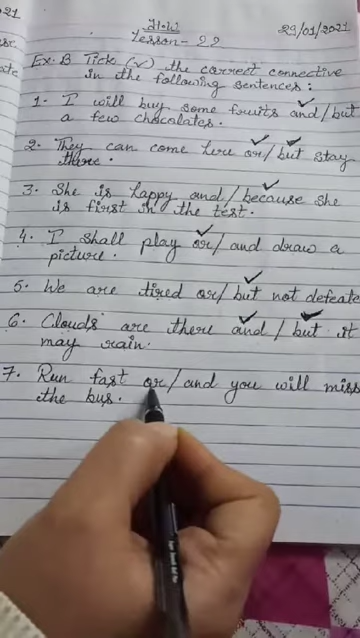 H.W
29/01/2021
Lesson - 22
Ex. B Tick (✓) the correct connective
in the following sentences:
1. I will buy some fruits and/but
a few chocolates.
2. They can come here or/but stay
there.
3. She is happy and/because she
is first in the test.
4. I shall play or/and draw a
picture.
5. We are tired or/but not defeate
6. Clouds are there and/but it
may rain.
7. Run fast or/and you will miss
the bus.